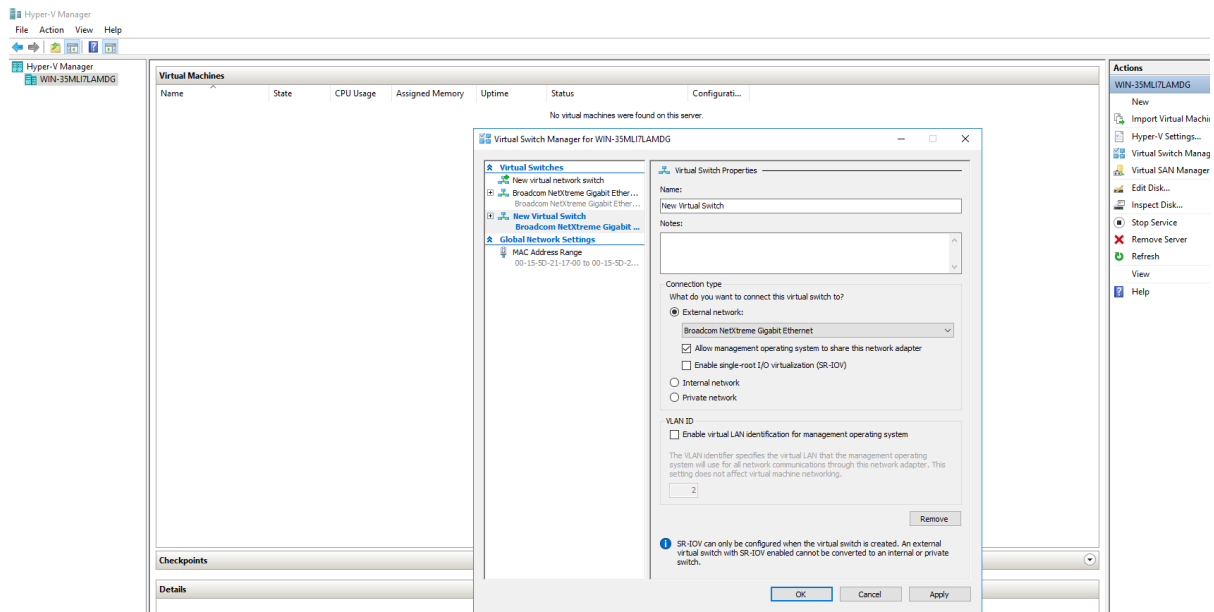 Hyper-V Manager
File Action View Help
Hyper-V Manager
WIN-35MLI7LAMDG
Virtual Machines
Name State CPU Usage Assigned Memory Uptime Status Configurati...
No virtual machines were found on this server.
Virtual Switch Manager for WIN-35MLI7LAMDG
Virtual Switches
New virtual network switch
Broadcom NetXtreme Gigabit Ether...
Broadcom NetXtreme Gigabit Ether...
New Virtual Switch
Broadcom NetXtreme Gigabit ...
Global Network Settings
MAC Address Range
00-15-5D-21-17-00 to 00-15-5D-2...
Virtual Switch Properties
Name:
New Virtual Switch
Notes:
Connection type
What do you want to connect this virtual switch to?
External network:
Broadcom NetXtreme Gigabit Ethernet
Allow management operating system to share this network adapter
Enable single-root I/O virtualization (SR-IOV)
Internal network
Private network
VLAN ID
Enable virtual LAN identification for management operating system
The VLAN identifier specifies the virtual LAN that the management operating
system will use for all network communications through this network adapter. This
setting does not affect virtual machine networking.
2
Remove
SR-IOV can only be configured when the virtual switch is created. An external
virtual switch with SR-IOV enabled cannot be converted to an internal or private
switch.
OK Cancel Apply
Checkpoints
Details
Actions
WIN-35MLI7LAMDG
New
Import Virtual Machi
Hyper-V Settings...
Virtual Switch Manag
Virtual SAN Manager
Edit Disk...
Inspect Disk...
Stop Service
Remove Server
Refresh
View
Help